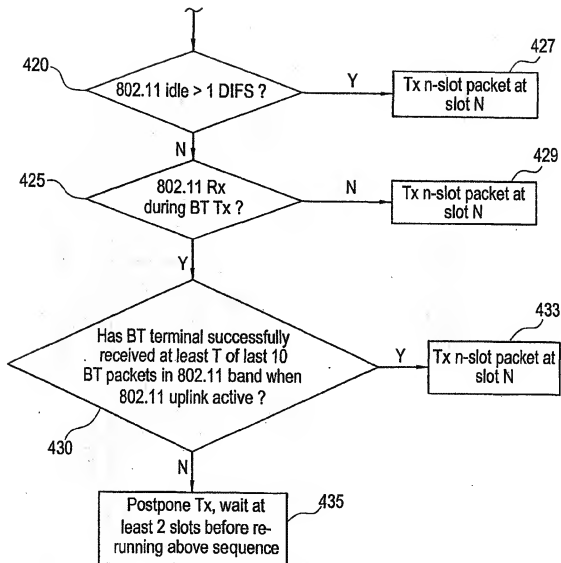 420
802.11 idle > 1 DIFS ?
Y
427
Tx n-slot packet at
slot N
N
425
802.11 Rx
during BT Tx ?
N
429
Tx n-slot packet at
slot N
Y
Has BT terminal successfully
received at least T of last 10
BT packets in 802.11 band when
802.11 uplink active ?
430
Y
433
Tx n-slot packet at
slot N
N
Postpone Tx, wait at
least 2 slots before re-
running above sequence
435